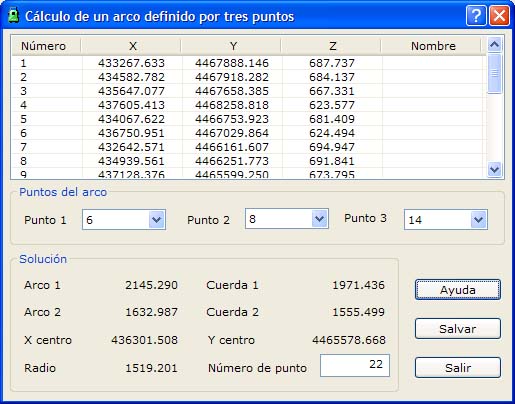 Cálculo de un arco definido por tres puntos
Número X Y Z Nombre
1 433267.633 4467888.146 687.737
2 434582.782 4467918.282 684.137
3 435647.077 4467658.385 667.331
4 437605.413 4468258.818 623.577
5 434067.622 4466753.923 681.409
6 436750.951 4467029.864 624.494
7 432642.571 4466161.607 694.947
8 434939.561 4466251.773 691.841
9 437128.376 4465599.250 673.795
Puntos del arco
Punto 1 6 Punto 2 8 Punto 3 14
Solución
Arco 1 2145.290 Cuerda 1 1971.436
Arco 2 1632.987 Cuerda 2 1555.499
X centro 436301.508 Y centro 4465578.668
Radio 1519.201 Número de punto 22
Ayuda
Salvar
Salir